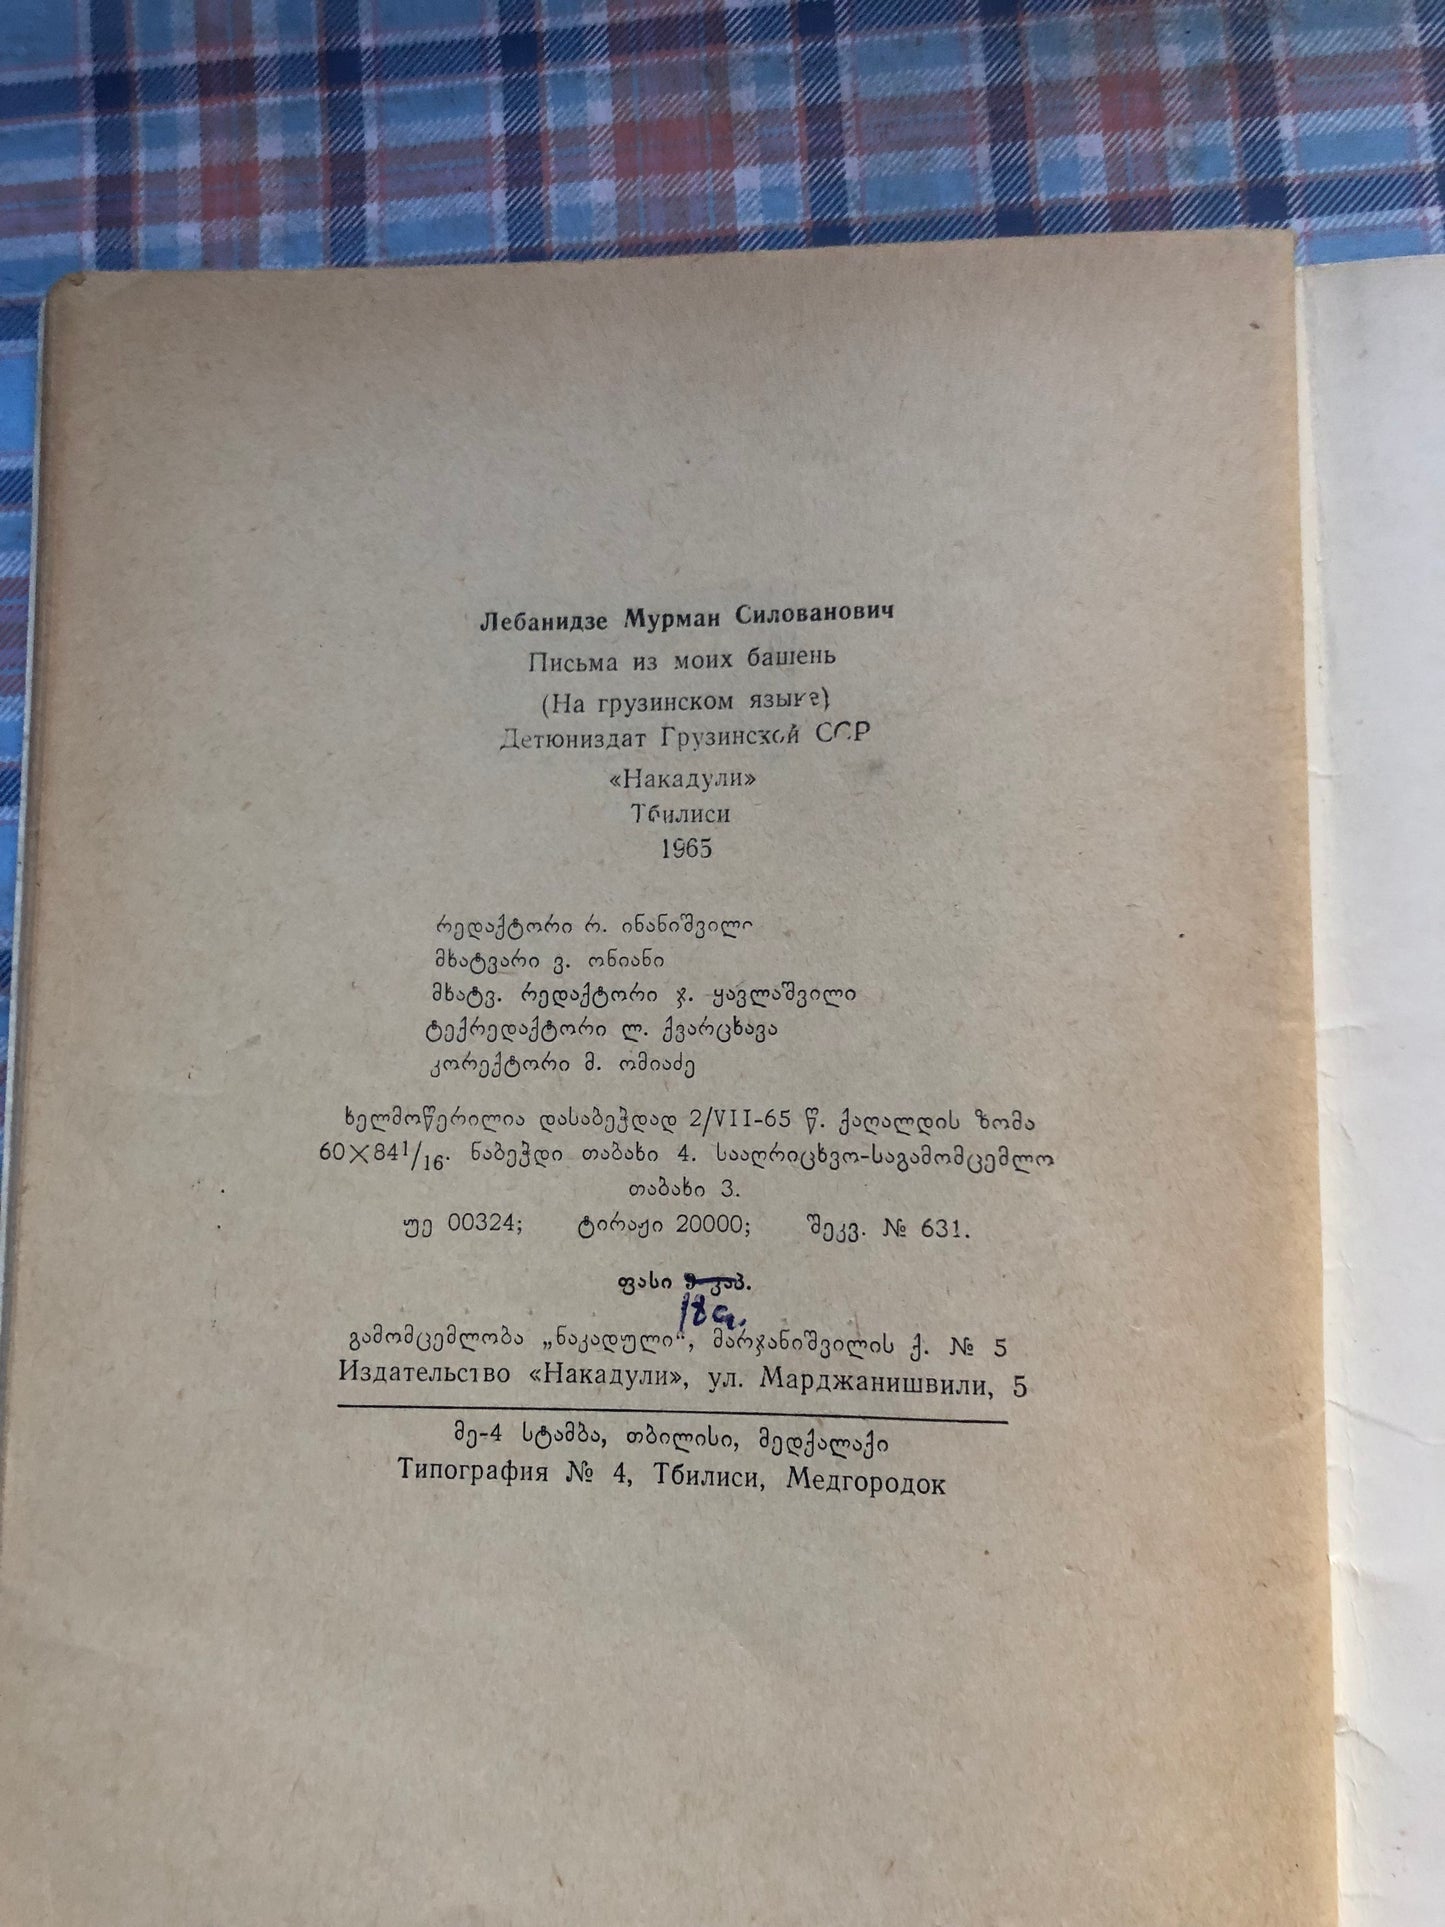 Лебанидзе Мурман Силованович
Письма из моих башень
(На грузинском языке)
Детюниздат Грузинской ССР
«Накадули»
Тбилиси
1965
რედაქტორი რ. ინანიშვილი
მხატვარი ვ. ონიანი
მხატვ. რედაქტორი ჯ. ყავლაშვილი
ტექრედაქტორი ლ. ქვარცხავა
კორექტორი მ. ომიაძე
ხელმოწერილია დასაბეჭდად 2/VII-65 წ. ქაღალდის ზომა
60×84¹/₁₆. ნაბეჭდი თაბახი 4. სააღრიცხვო-საგამომცემლო
თაბახი 3.
უე 00324; ტირაჟი 20000; შეკვ. № 631.
ფასი კაპ.
გამომცემლობა „ნაკადული“, მარჯანიშვილის ქ. № 5
Издательство «Накадули», ул. Марджанишвили, 5
მე-4 სტამბა, თბილისი, მედქალაქი
Типография № 4, Тбилиси, Медгородок